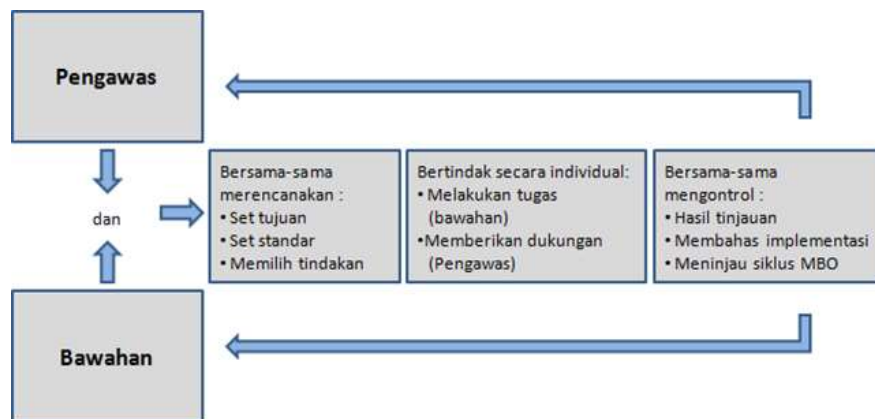 Pengawas
dan
Bawahan
Bersama-sama
merencanakan :
• Set tujuan
• Set standar
• Memilih tindakan
Bertindak secara individual:
• Melakukan tugas
(bawahan)
• Memberikan dukungan
(Pengawas)
Bersama-sama
mengontrol :
• Hasil tinjauan
• Membahas implementasi
• Meninjau siklus MBO